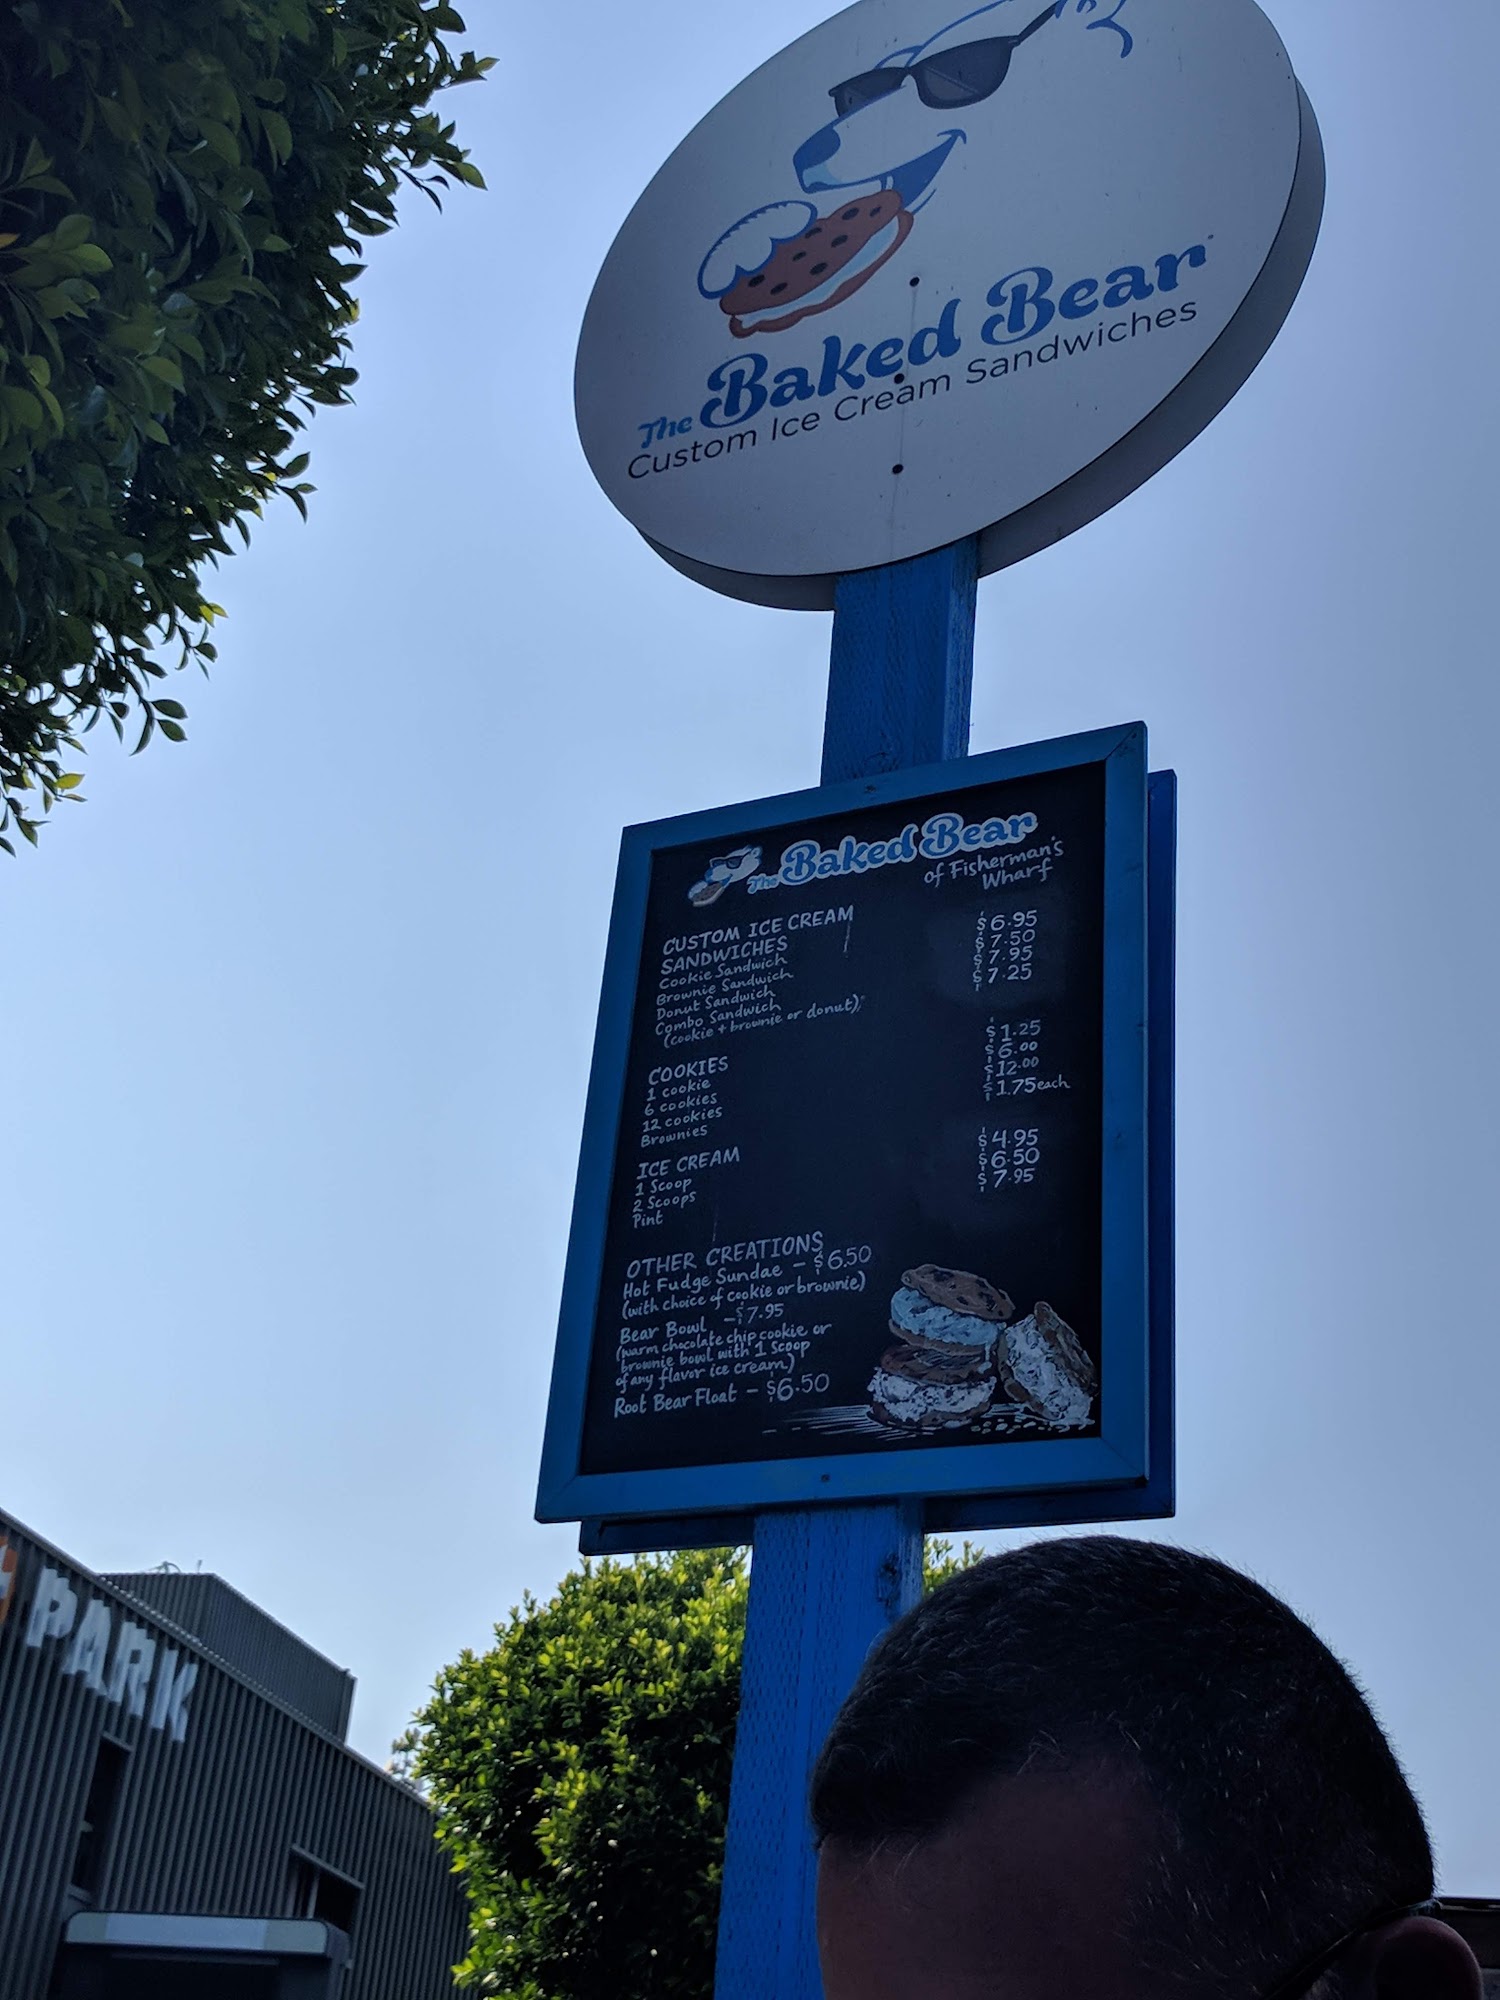 The Baked Bear
Custom Ice Cream Sandwiches
The Baked Bear
of Fisherman's
Wharf
CUSTOM ICE CREAM
SANDWICHES
Cookie Sandwich $6.95
Brownie Sandwich $7.50
Donut Sandwich $7.95
Combo Sandwich $7.25
(cookie + brownie or donut)
COOKIES
1 cookie $1.25
6 cookies $6.00
12 cookies $12.00
Brownies $1.75 each
ICE CREAM
1 Scoop $4.95
2 Scoops $6.50
Pint $7.95
OTHER CREATIONS
Hot Fudge Sundae - $6.50
(with choice of cookie or brownie)
Bear Bowl - $7.95
(warm chocolate chip cookie or
brownie bowl with 1 scoop
of any flavor ice cream)
Root Bear Float - $6.50
PARK